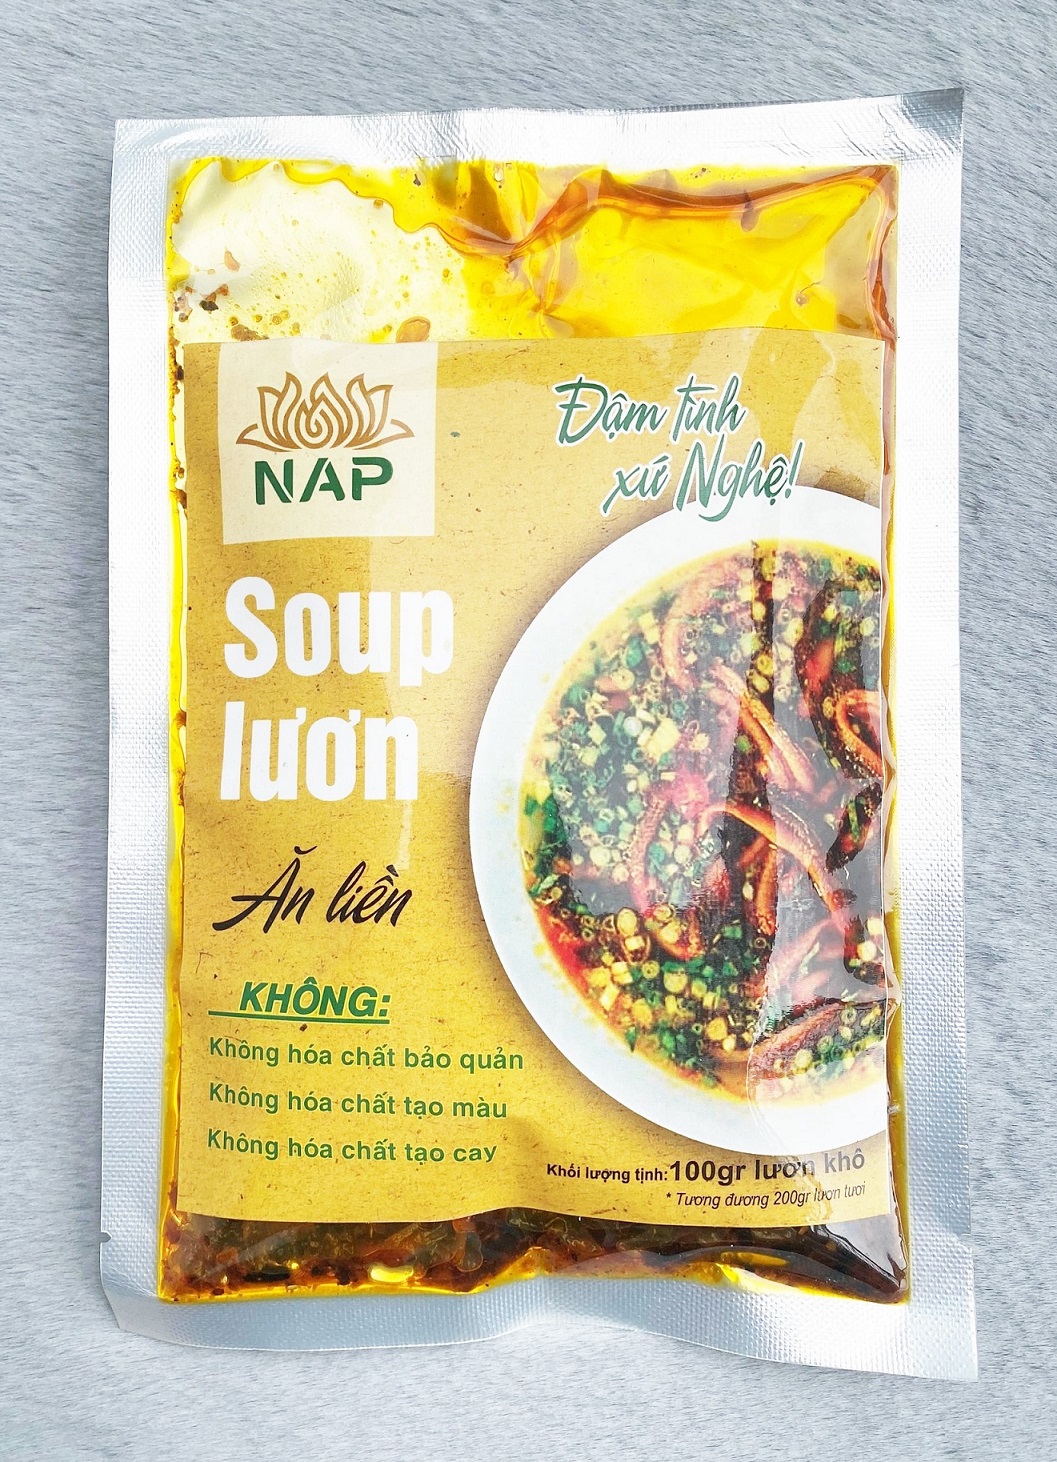 NAP
Đậm tình
xứ Nghệ!
Soup
lươn
Ăn liền
KHÔNG:
Không hóa chất bảo quản
Không hóa chất tạo màu
Không hóa chất tạo cay
Khối lượng tịnh:100gr lươn khô
* Tương đương 200gr lươn tươi